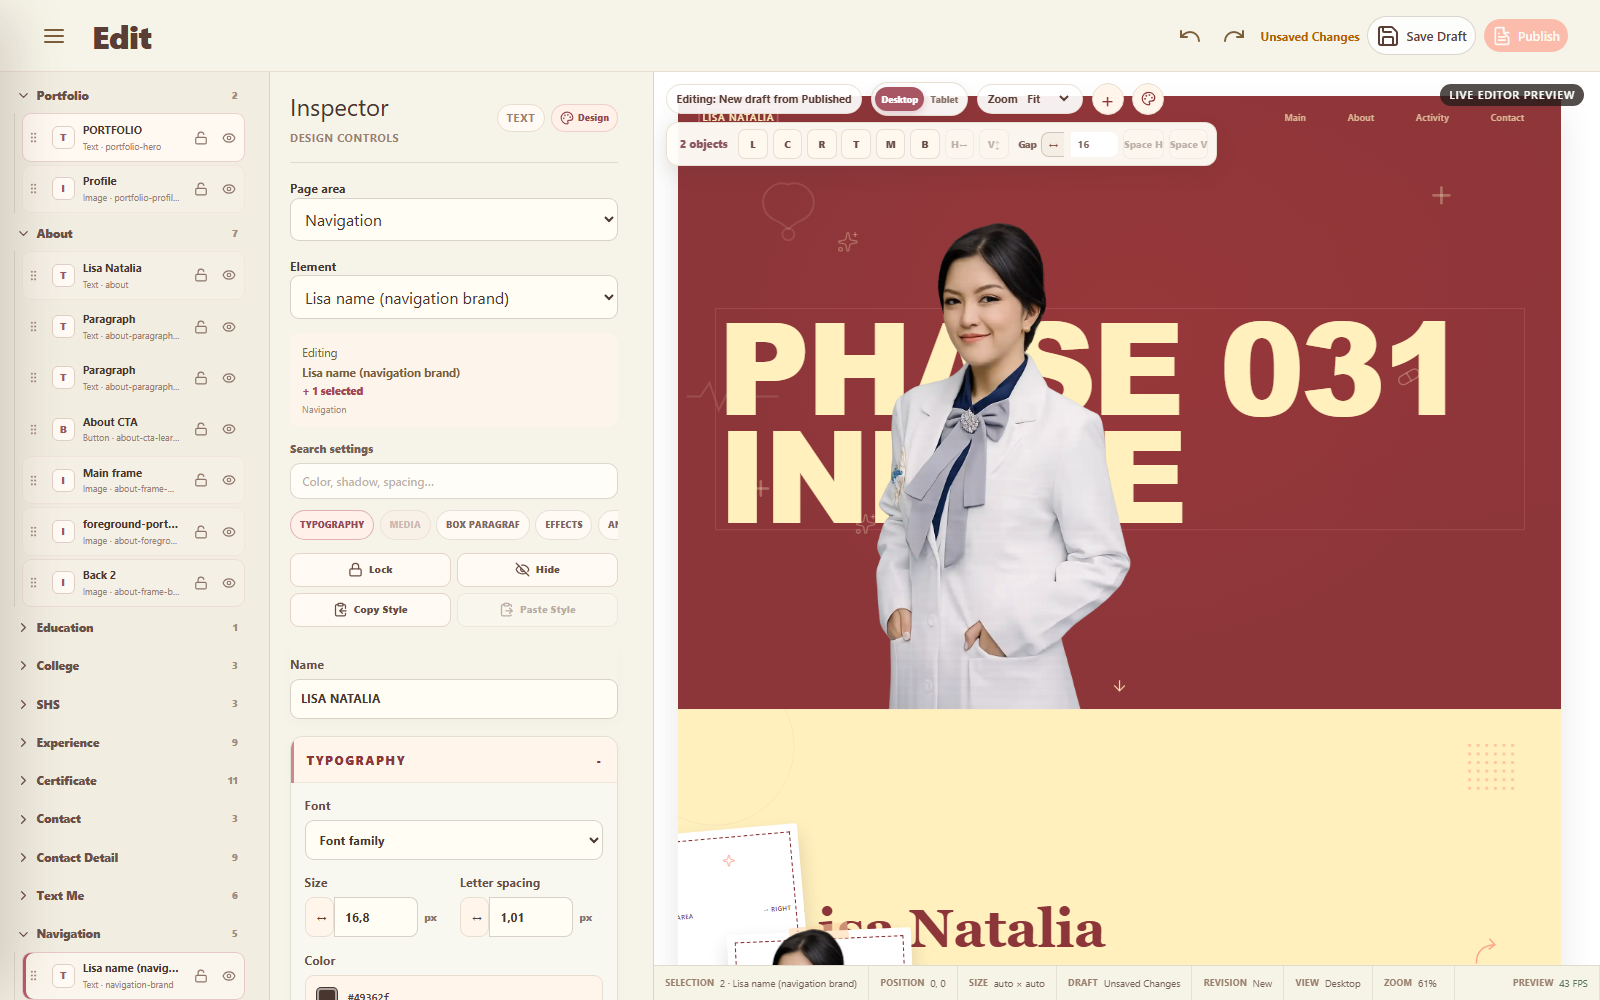 Edit
Unsaved Changes
Save Draft
Publish
Portfolio 2
PORTFOLIO
Text · portfolio-hero
Profile
Image · portfolio-profil...
About 7
Lisa Natalia
Text · about
Paragraph
Text · about-paragraph...
Paragraph
Text · about-paragraph...
About CTA
Button · about-cta-lear...
Main frame
Image · about-frame-...
foreground-port...
Image · about-foregro...
Back 2
Image · about-frame-b...
Education 1
College 3
SHS 3
Experience 9
Certificate 11
Contact 3
Contact Detail 9
Text Me 6
Navigation 5
Lisa name (navig...
Text · navigation-brand
Inspector
DESIGN CONTROLS
TEXT
Design
Page area
Navigation
Element
Lisa name (navigation brand)
Editing
Lisa name (navigation brand)
+ 1 selected
Navigation
Search settings
Color, shadow, spacing...
TYPOGRAPHY MEDIA BOX PARAGRAF EFFECTS
Lock
Hide
Copy Style
Paste Style
Name
LISA NATALIA
TYPOGRAPHY -
Font
Font family
Size Letter spacing
16,8 px 1,01 px
Color
#49362f
Editing: New draft from Published
Desktop Tablet
Zoom Fit
LIVE EDITOR PREVIEW
LISA NATALIA
Main About Activity Contact
2 objects L C R T M B H V Gap 16 Space H Space V
PHASE 031
IN E
AREA
RIGHT
isa Natalia
SELECTION 2 · Lisa name (navigation brand) POSITION 0, 0 SIZE auto × auto DRAFT Unsaved Changes REVISION New VIEW Desktop ZOOM 61% PREVIEW 43 FPS